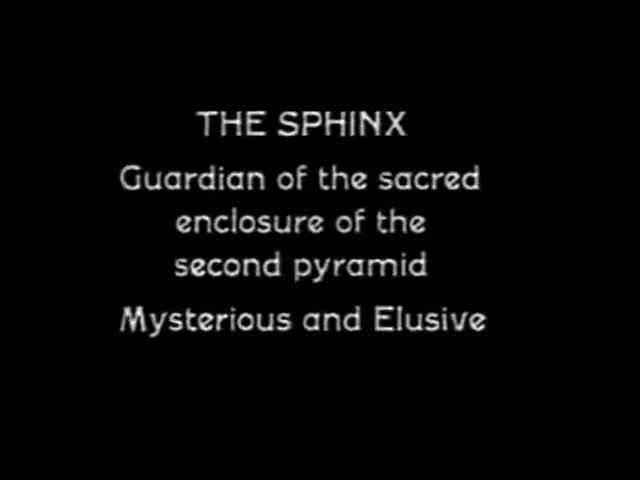 THE SPHINX
Guardian of the sacred
enclosure of the
second pyramid
Mysterious and Elusive